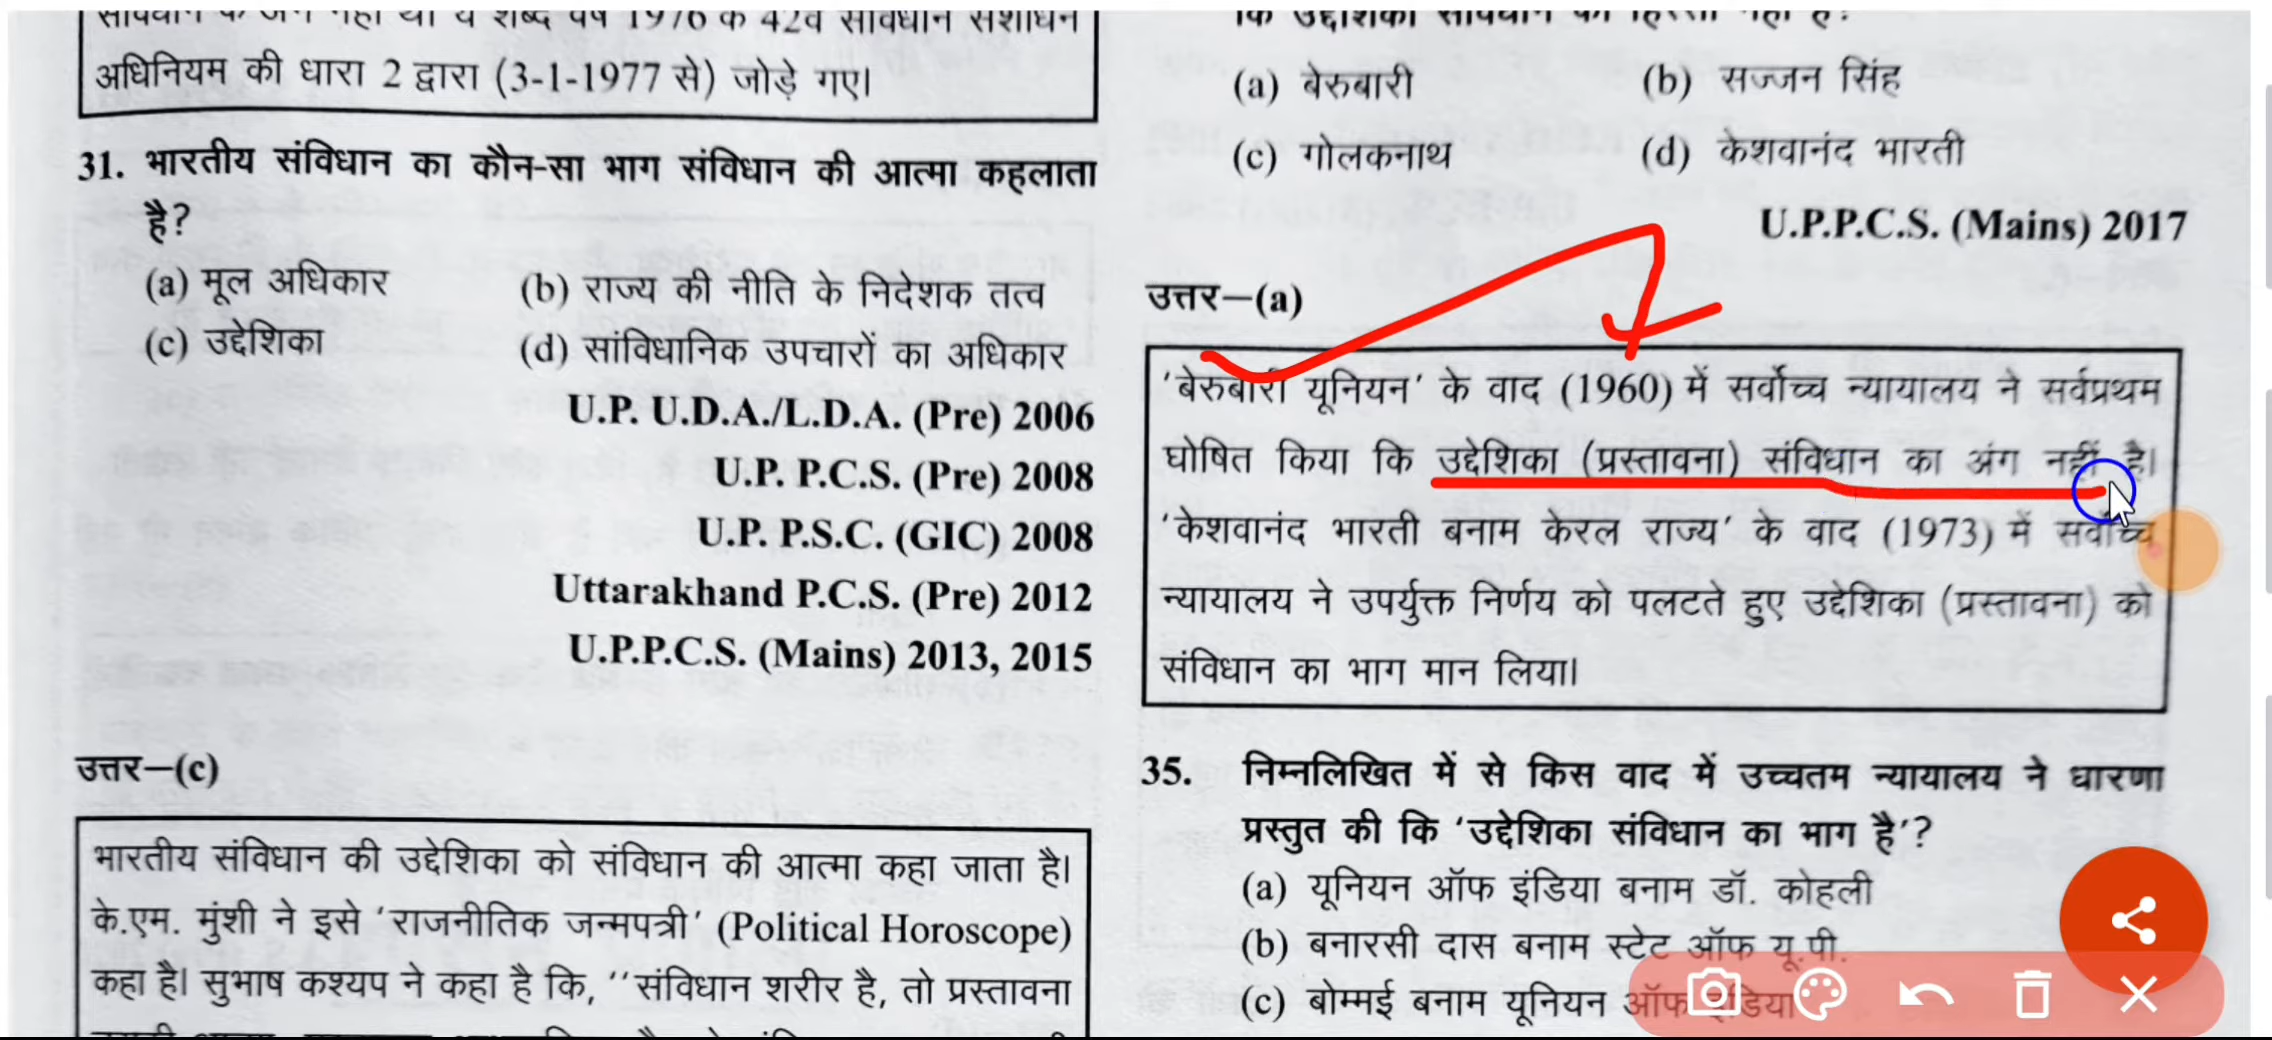 अधिनियम की धारा 2 द्वारा (3-1-1977 से) जोड़े गए।
31. भारतीय संविधान का कौन-सा भाग संविधान की आत्मा कहलाता
है?
(a) मूल अधिकार (b) राज्य की नीति के निदेशक तत्व
(c) उद्देशिका (d) सांविधानिक उपचारों का अधिकार
U.P. U.D.A./L.D.A. (Pre) 2006
U.P. P.C.S. (Pre) 2008
U.P. P.S.C. (GIC) 2008
Uttarakhand P.C.S. (Pre) 2012
U.P.P.C.S. (Mains) 2013, 2015
उत्तर—(c)
भारतीय संविधान की उद्देशिका को संविधान की आत्मा कहा जाता है।
के.एम. मुंशी ने इसे ‘राजनीतिक जन्मपत्री’ (Political Horoscope)
कहा है। सुभाष कश्यप ने कहा है कि, ‘‘संविधान शरीर है, तो प्रस्तावना
(a) बेरुबारी (b) सज्जन सिंह
(c) गोलकनाथ (d) केशवानंद भारती
U.P.P.C.S. (Mains) 2017
उत्तर—(a)
‘बेरुबारी यूनियन’ के वाद (1960) में सर्वोच्च न्यायालय ने सर्वप्रथम
घोषित किया कि उद्देशिका (प्रस्तावना) संविधान का अंग नहीं है।
‘केशवानंद भारती बनाम केरल राज्य’ के वाद (1973) में सर्वोच्च
न्यायालय ने उपर्युक्त निर्णय को पलटते हुए उद्देशिका (प्रस्तावना) को
संविधान का भाग मान लिया।
35. निम्नलिखित में से किस वाद में उच्चतम न्यायालय ने धारणा
प्रस्तुत की कि ‘उद्देशिका संविधान का भाग है’?
(a) यूनियन ऑफ इंडिया बनाम डॉ. कोहली
(b) बनारसी दास बनाम स्टेट ऑफ यू.पी.
(c) बोम्मई बनाम यूनियन ऑफ इंडिया